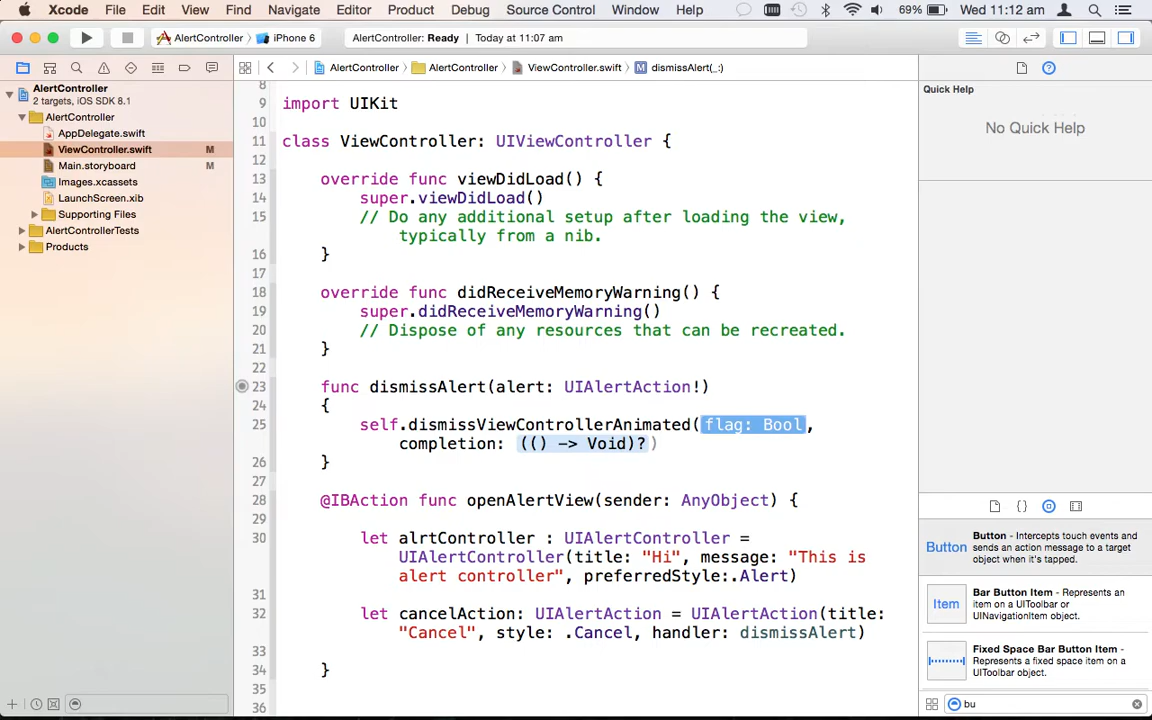 Xcode File Edit View Find Navigate Editor Product Debug Source Control Window Help 69% Wed 11:12 am
AlertController iPhone 6 AlertController: Ready Today at 11:07 am
AlertController AlertController ViewController.swift M dismissAlert(_:)
AlertController
2 targets, iOS SDK 8.1
AlertController
AppDelegate.swift
ViewController.swift M
Main.storyboard M
Images.xcassets
LaunchScreen.xib
Supporting Files
AlertControllerTests
Products
8
9 import UIKit
10
11 class ViewController: UIViewController {
12
13 override func viewDidLoad() {
14 super.viewDidLoad()
15 // Do any additional setup after loading the view,
typically from a nib.
16 }
17
18 override func didReceiveMemoryWarning() {
19 super.didReceiveMemoryWarning()
20 // Dispose of any resources that can be recreated.
21 }
22
23 func dismissAlert(alert: UIAlertAction!)
24 {
25 self.dismissViewControllerAnimated(flag: Bool,
completion: (() -> Void)?)
26 }
27
28 @IBAction func openAlertView(sender: AnyObject) {
29
30 let alrtController : UIAlertController =
UIAlertController(title: "Hi", message: "This is
alert controller", preferredStyle:.Alert)
31
32 let cancelAction: UIAlertAction = UIAlertAction(title:
"Cancel", style: .Cancel, handler: dismissAlert)
33
34 }
35
36
Quick Help
No Quick Help
{ }
Button Button - Intercepts touch events and
sends an action message to a target
object when it's tapped.
Item Bar Button Item - Represents an
item on a UIToolbar or
UINavigationItem object.
Fixed Space Bar Button Item -
Represents a fixed space item on a
UIToolbar object.
bu